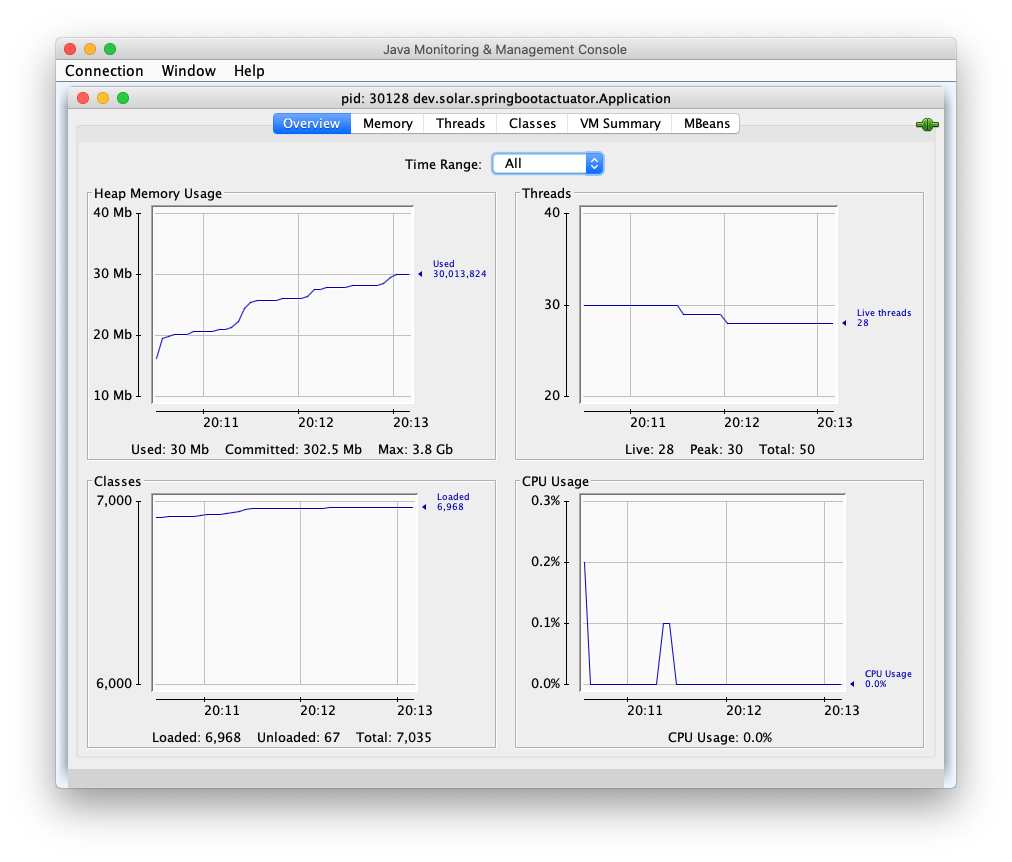 Java Monitoring & Management Console
Connection Window Help
pid: 30128 dev.solar.springbootactuator.Application
Overview Memory Threads Classes VM Summary MBeans
Time Range: All
Heap Memory Usage
40 Mb
30 Mb
20 Mb
10 Mb
Used
30,013,824
20:11 20:12 20:13
Used: 30 Mb Committed: 302.5 Mb Max: 3.8 Gb
Threads
40
30
20
Live threads
28
20:11 20:12 20:13
Live: 28 Peak: 30 Total: 50
Classes
7,000
6,000
Loaded
6,968
20:11 20:12 20:13
Loaded: 6,968 Unloaded: 67 Total: 7,035
CPU Usage
0.3%
0.2%
0.1%
0.0%
CPU Usage
0.0%
20:11 20:12 20:13
CPU Usage: 0.0%